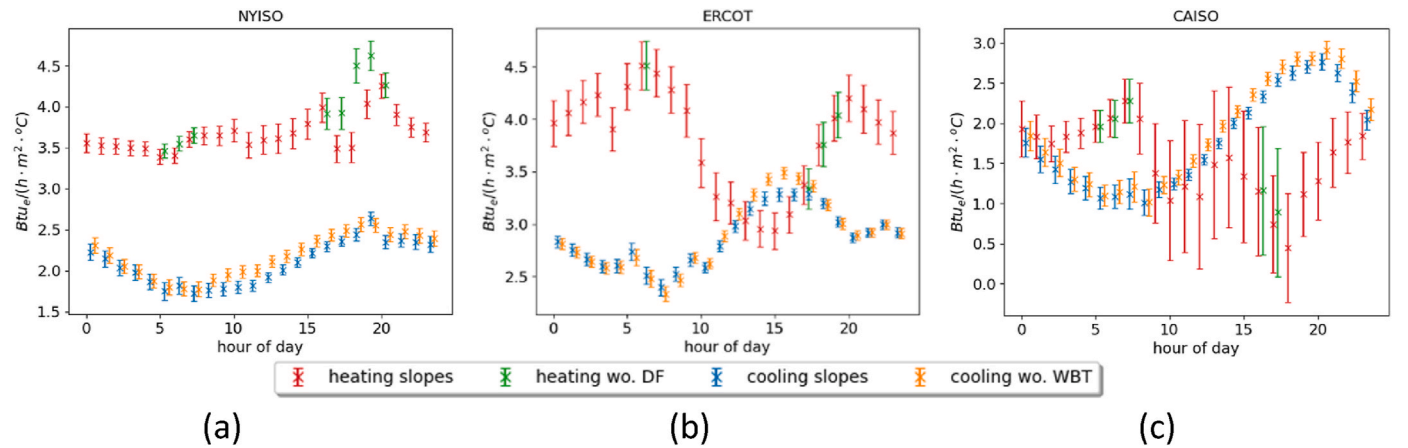 NYISO
Btu_e/(h · m² · °C)
4.5
4.0
3.5
3.0
2.5
2.0
1.5
0 5 10 15 20
hour of day
ERCOT
Btu_e/(h · m² · °C)
4.5
4.0
3.5
3.0
2.5
0 5 10 15 20
hour of day
CAISO
Btu_e/(h · m² · °C)
3.0
2.5
2.0
1.5
1.0
0.5
0.0
0 5 10 15 20
hour of day
heating slopes heating wo. DF cooling slopes cooling wo. WBT
(a) (b) (c)